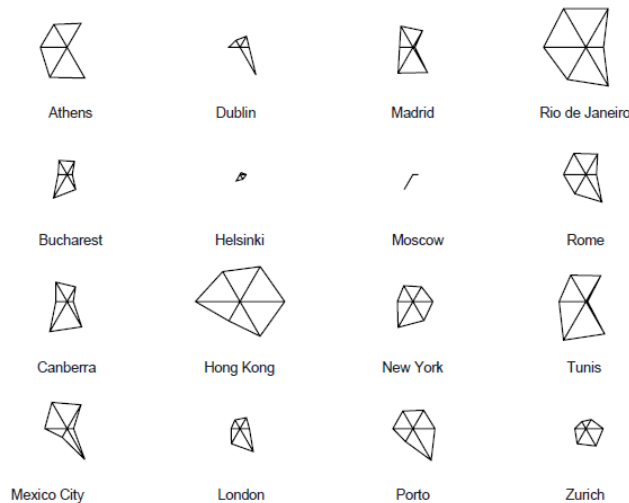 Athens Dublin Madrid Rio de Janeiro
Bucharest Helsinki Moscow Rome
Canberra Hong Kong New York Tunis
Mexico City London Porto Zurich